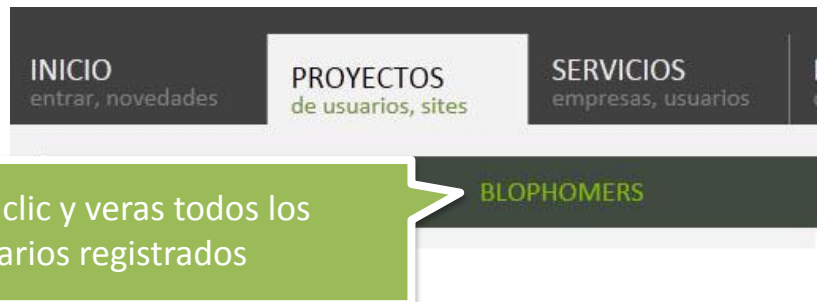 INICIO
entrar, novedades
PROYECTOS
de usuarios, sites
SERVICIOS
empresas, usuarios
BLOPHOMERS
clic y veras todos los
arios registrados